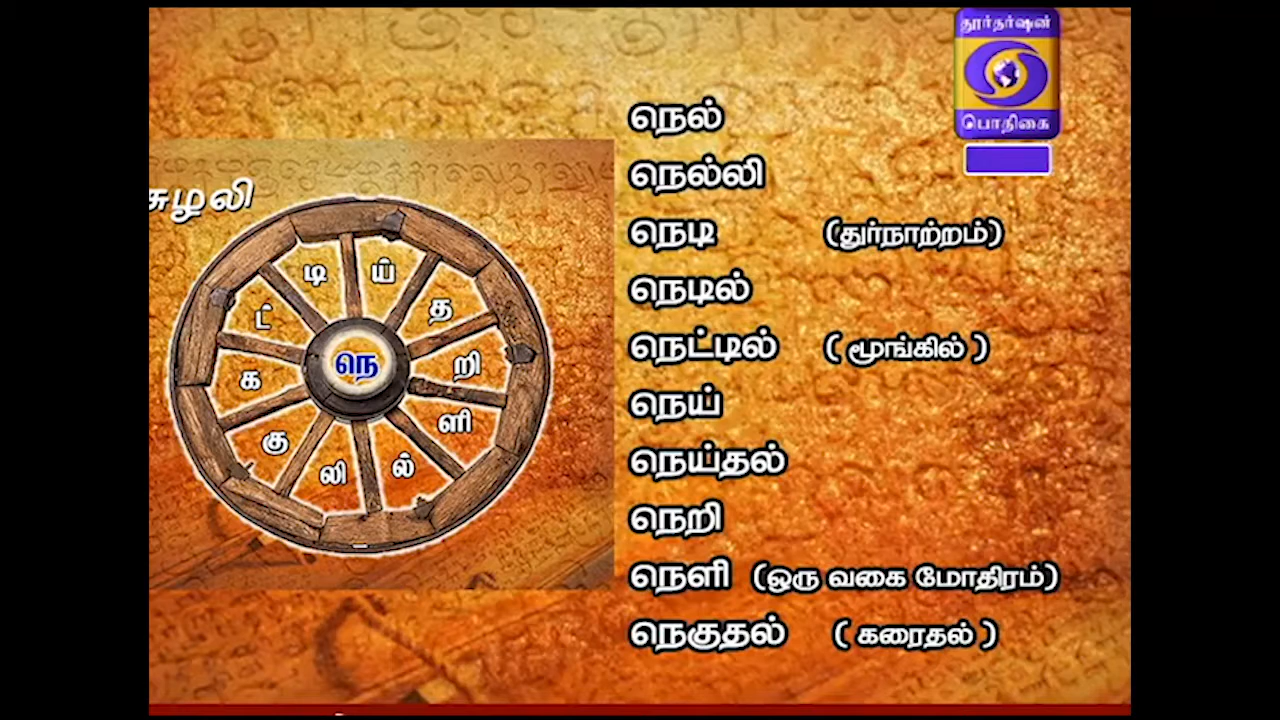 தூர்தர்ஷன்
பொதிகை
சுழலி
டி ய்
ட் த
நெ
க றி
கு ளி
லி ல்
நெல்
நெல்லி
நெடி (துர்நாற்றம்)
நெடில்
நெட்டில் ( மூங்கில் )
நெய்
நெய்தல்
நெறி
நெளி (ஒரு வகை மோதிரம்)
நெகுதல் ( கரைதல் )